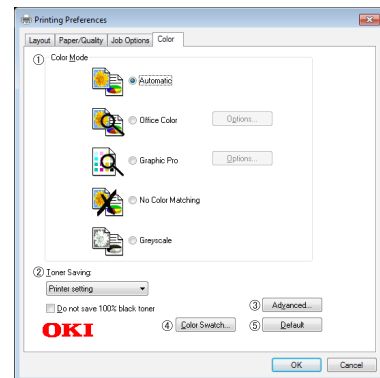 Printing Preferences
Layout Paper/Quality Job Options Color
① Color Mode
Automatic
Office Color Options...
Graphic Pro Options...
No Color Matching
Greyscale
② Toner Saving:
Printer setting
Do not save 100% black toner
③ Advanced...
OKI ④ Color Swatch... ⑤ Default
OK Cancel